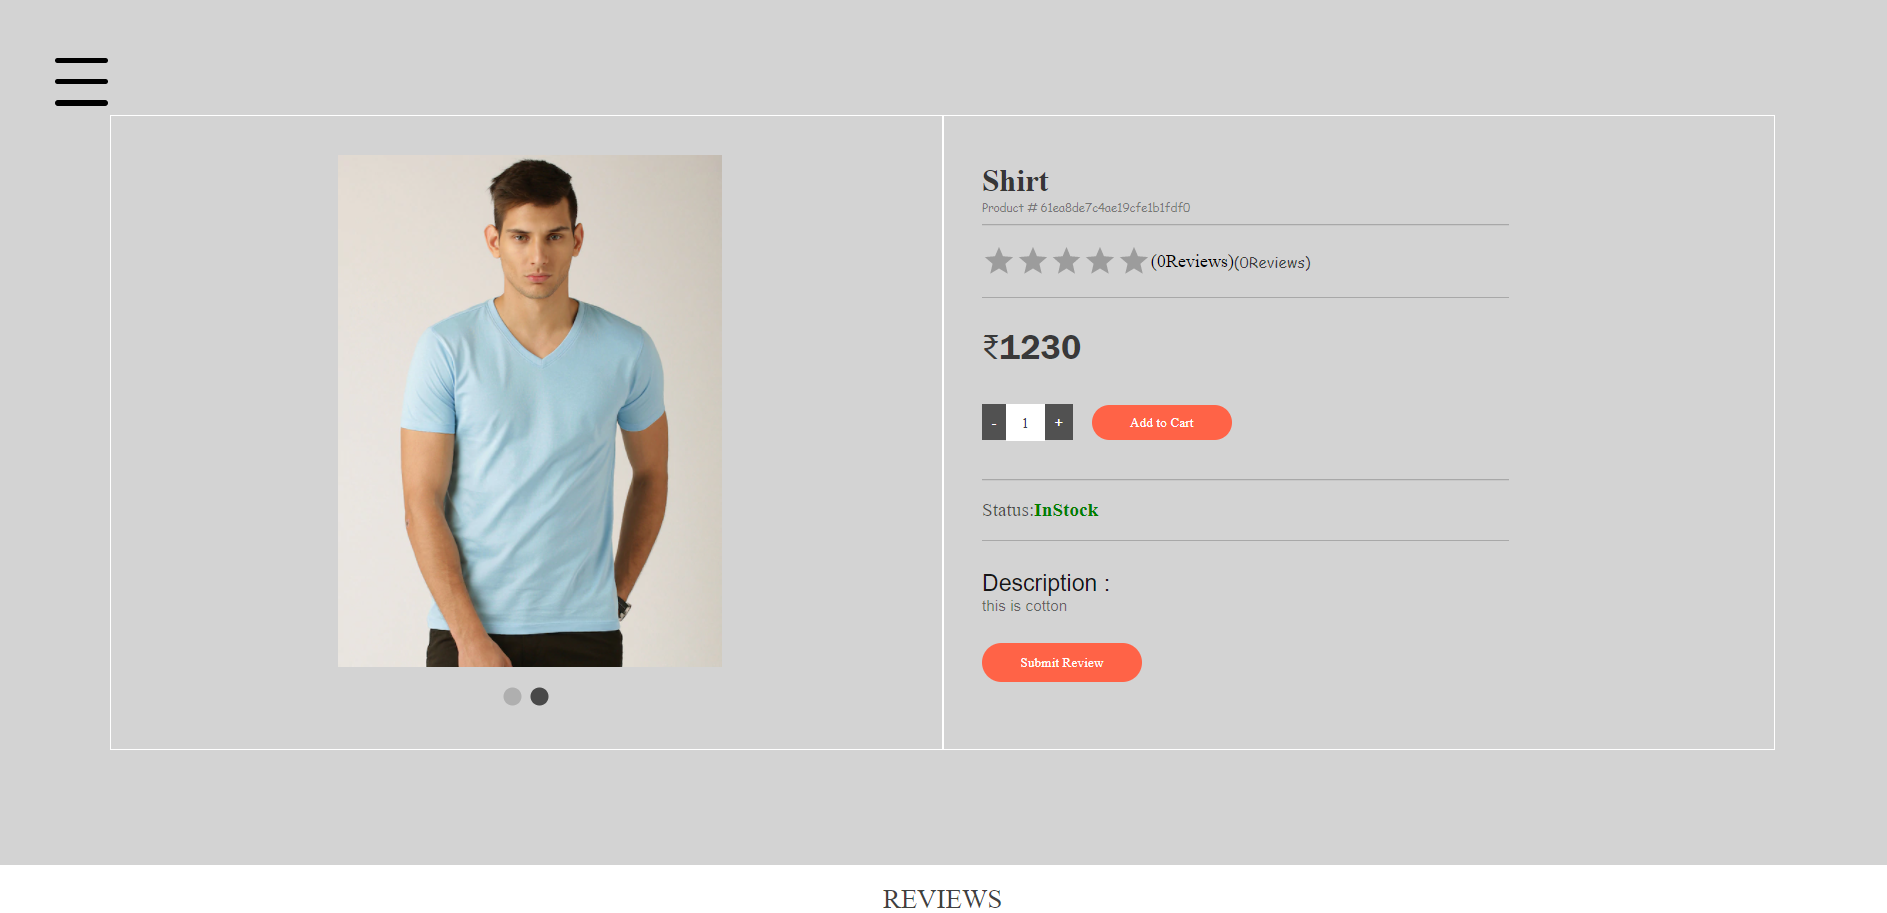 Shirt
Product # 61ea8de7c4ae19cfe1b1fdf0
(0Reviews)(0Reviews)
₹1230
- 1 + Add to Cart
Status:InStock
Description :
this is cotton
Submit Review
REVIEWS